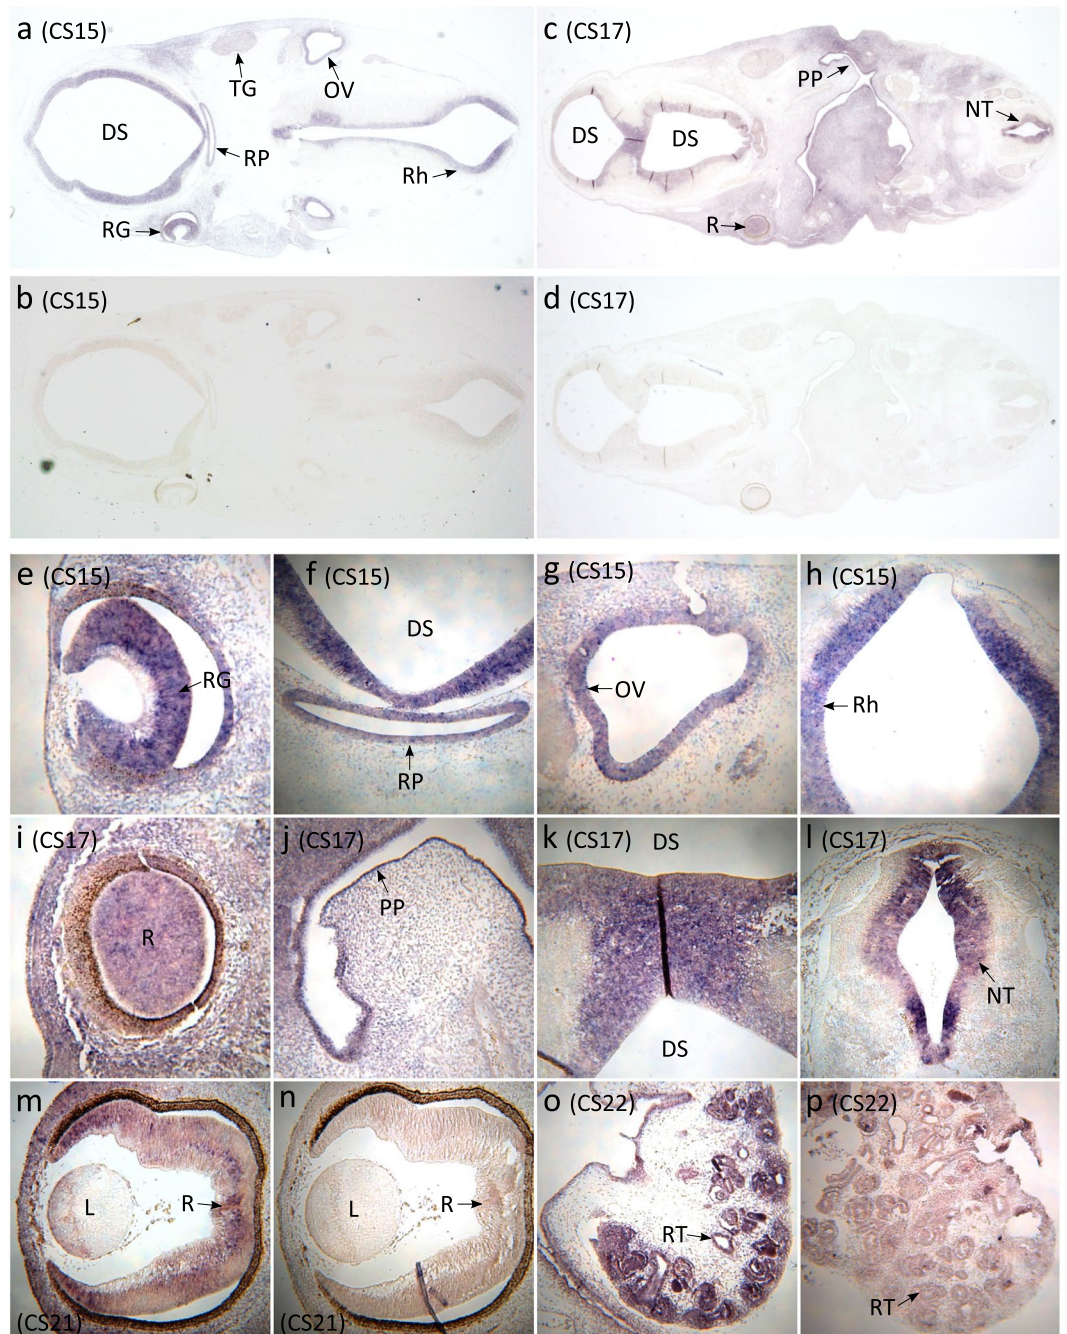 a (CS15)
TG
OV
DS
RP
Rh
RG
c (CS17)
PP
NT
DS
DS
R
b (CS15)
d (CS17)
e (CS15)
RG
f (CS15)
DS
RP
g (CS15)
OV
h (CS15)
Rh
i (CS17)
R
j (CS17)
PP
k (CS17)
DS
DS
l (CS17)
NT
m
L
R
(CS21)
n
L
R
(CS21)
o (CS22)
RT
p (CS22)
RT